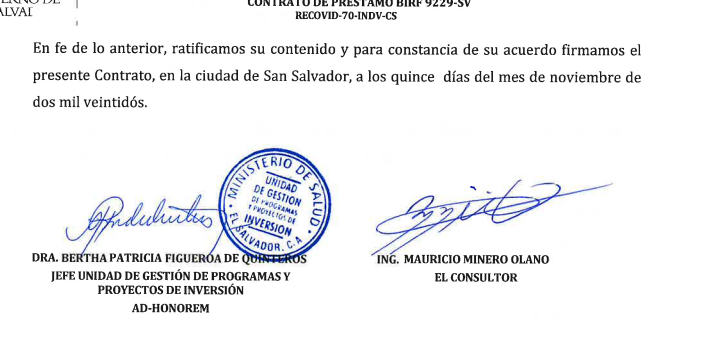 CONTRATO DE PRÉSTAMO BIRF 9229-SV
RECOVID-70-INDV-CS
En fe de lo anterior, ratificamos su contenido y para constancia de su acuerdo firmamos el
presente Contrato, en la ciudad de San Salvador, a los quince días del mes de noviembre de
dos mil veintidós.
MINISTERIO DE SALUD
UNIDAD
DE GESTION
DE PROGRAMAS
Y PROYECTOS DE
INVERSIÓN
EL SALVADOR, C.A
DRA. BERTHA PATRICIA FIGUEROA DE QUINTEROS
JEFE UNIDAD DE GESTIÓN DE PROGRAMAS Y
PROYECTOS DE INVERSIÓN
AD-HONOREM
ING. MAURICIO MINERO OLANO
EL CONSULTOR